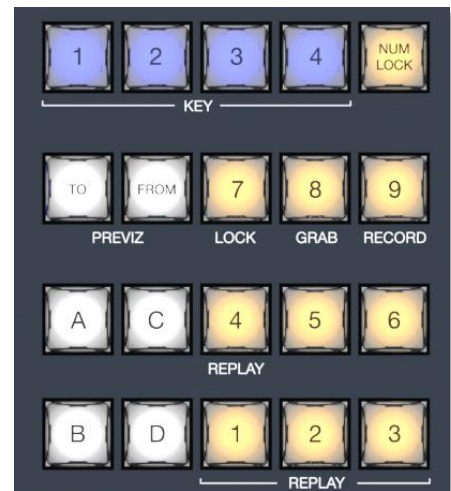 1 2 3 4 NUM LOCK
KEY
TO FROM 7 8 9
PREVIZ LOCK GRAB RECORD
A C 4 5 6
REPLAY
B D 1 2 3
REPLAY